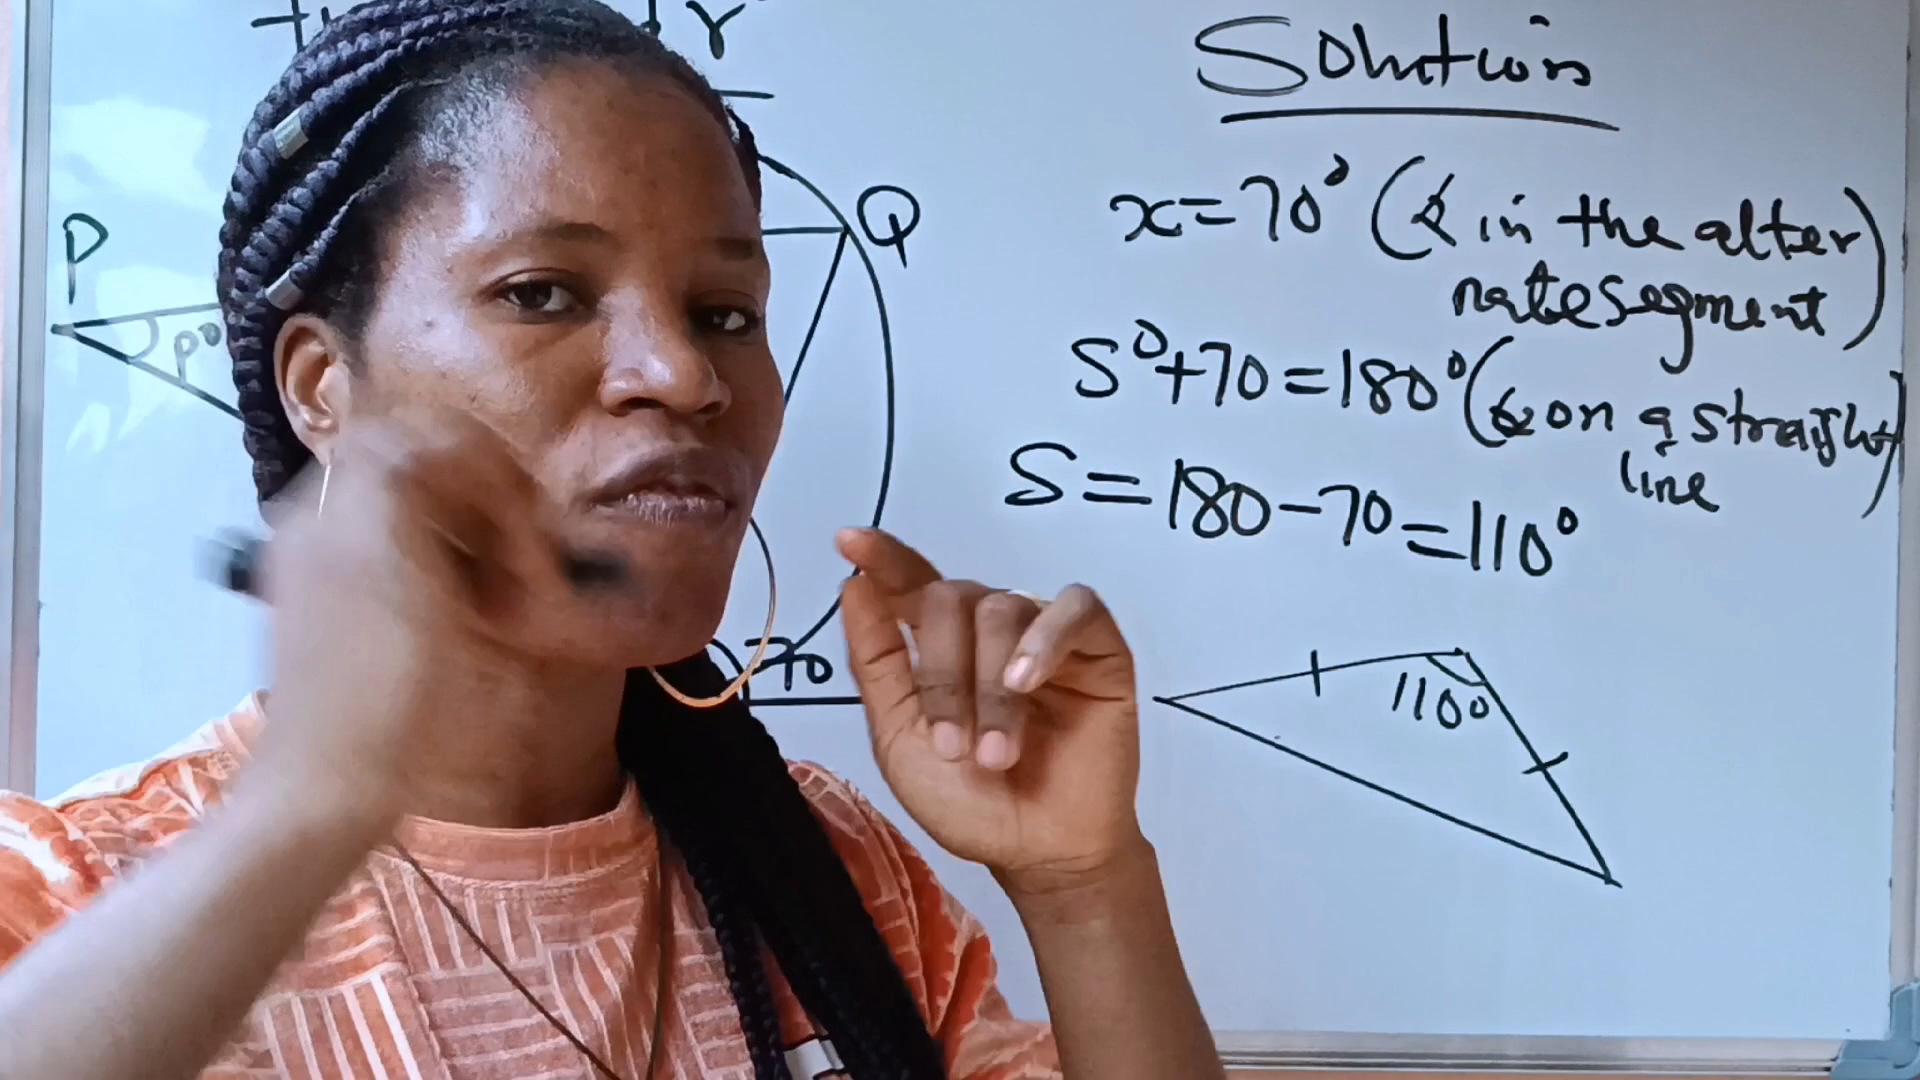 r
Solution
P
Q
p°
x=70° (∡ in the alter
nate segment)
S°+70=180° (∡ on a straight
line)
S=180-70=110°
70
110°